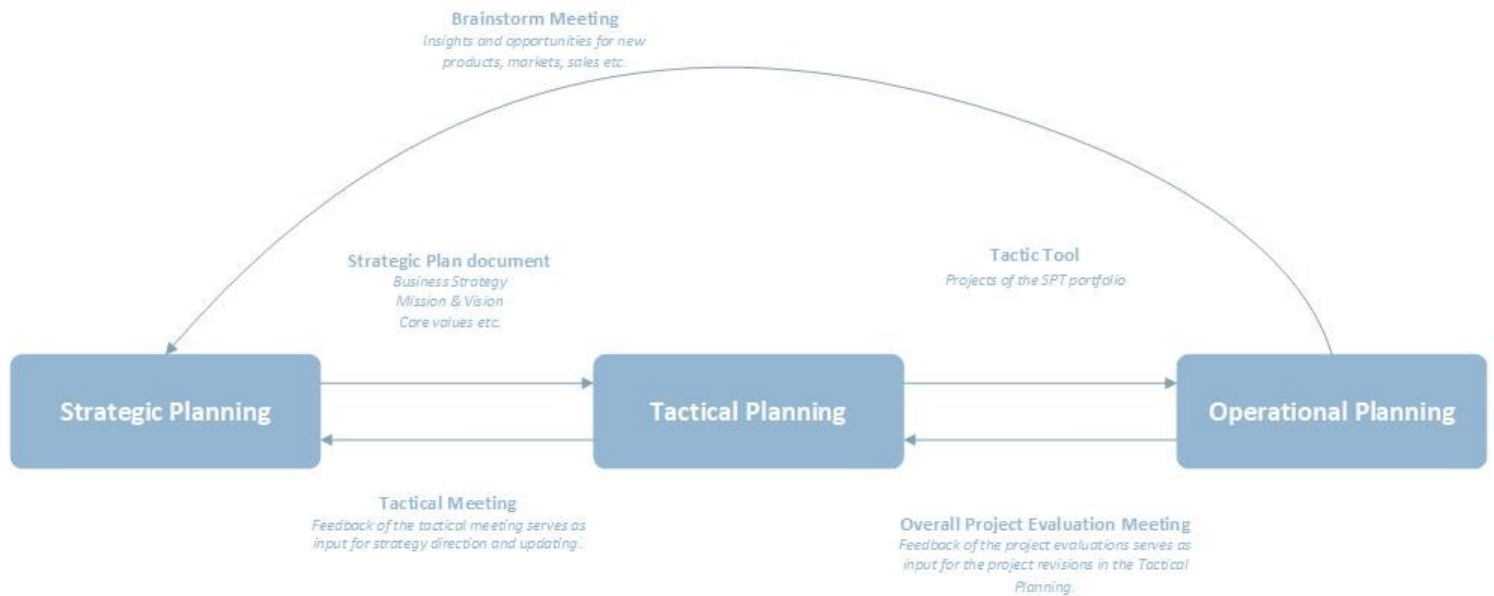 Brainstorm Meeting
Insights and opportunities for new
products, markets, sales etc.
Strategic Plan document
Business Strategy
Mission & Vision
Core values etc.
Tactic Tool
Projects of the SPT portfolio
Strategic Planning
Tactical Planning
Operational Planning
Tactical Meeting
Feedback of the tactical meeting serves as
input for strategy direction and updating.
Overall Project Evaluation Meeting
Feedback of the project evaluations serves as
input for the project revisions in the Tactical
Planning.